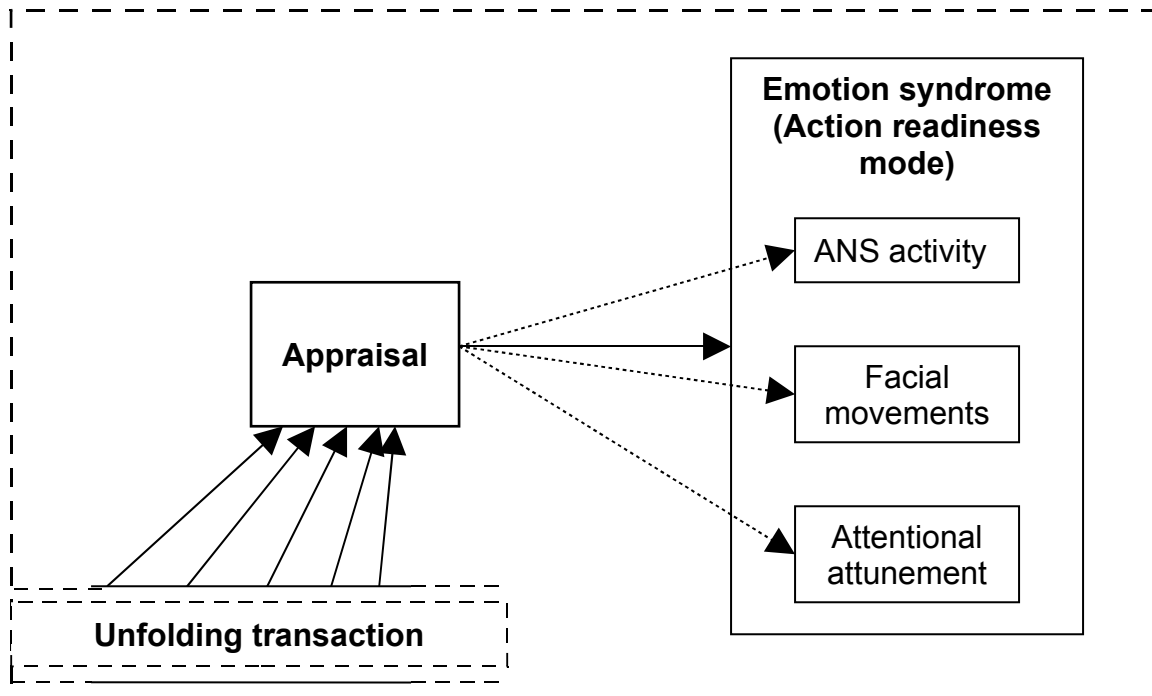 Emotion syndrome
(Action readiness
mode)
ANS activity
Appraisal
Facial
movements
Attentional
attunement
Unfolding transaction